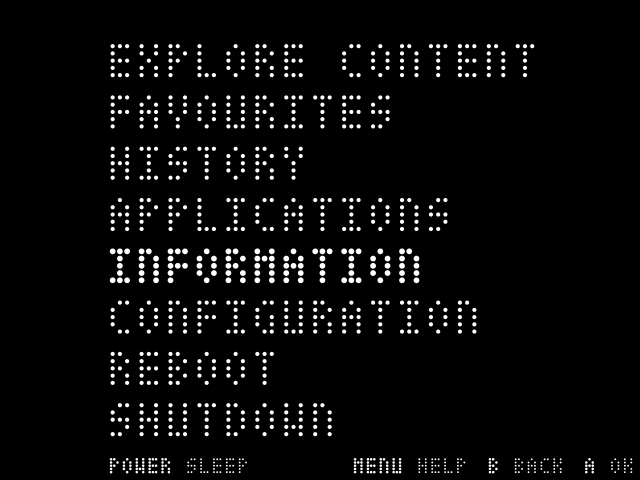 EXPLORE CONTENT
FAVOURITES
HISTORY
APPLICATIONS
INFORMATION
CONFIGURATION
REBOOT
SHUTDOWN
POWER SLEEP MENU HELP B BACK A OK